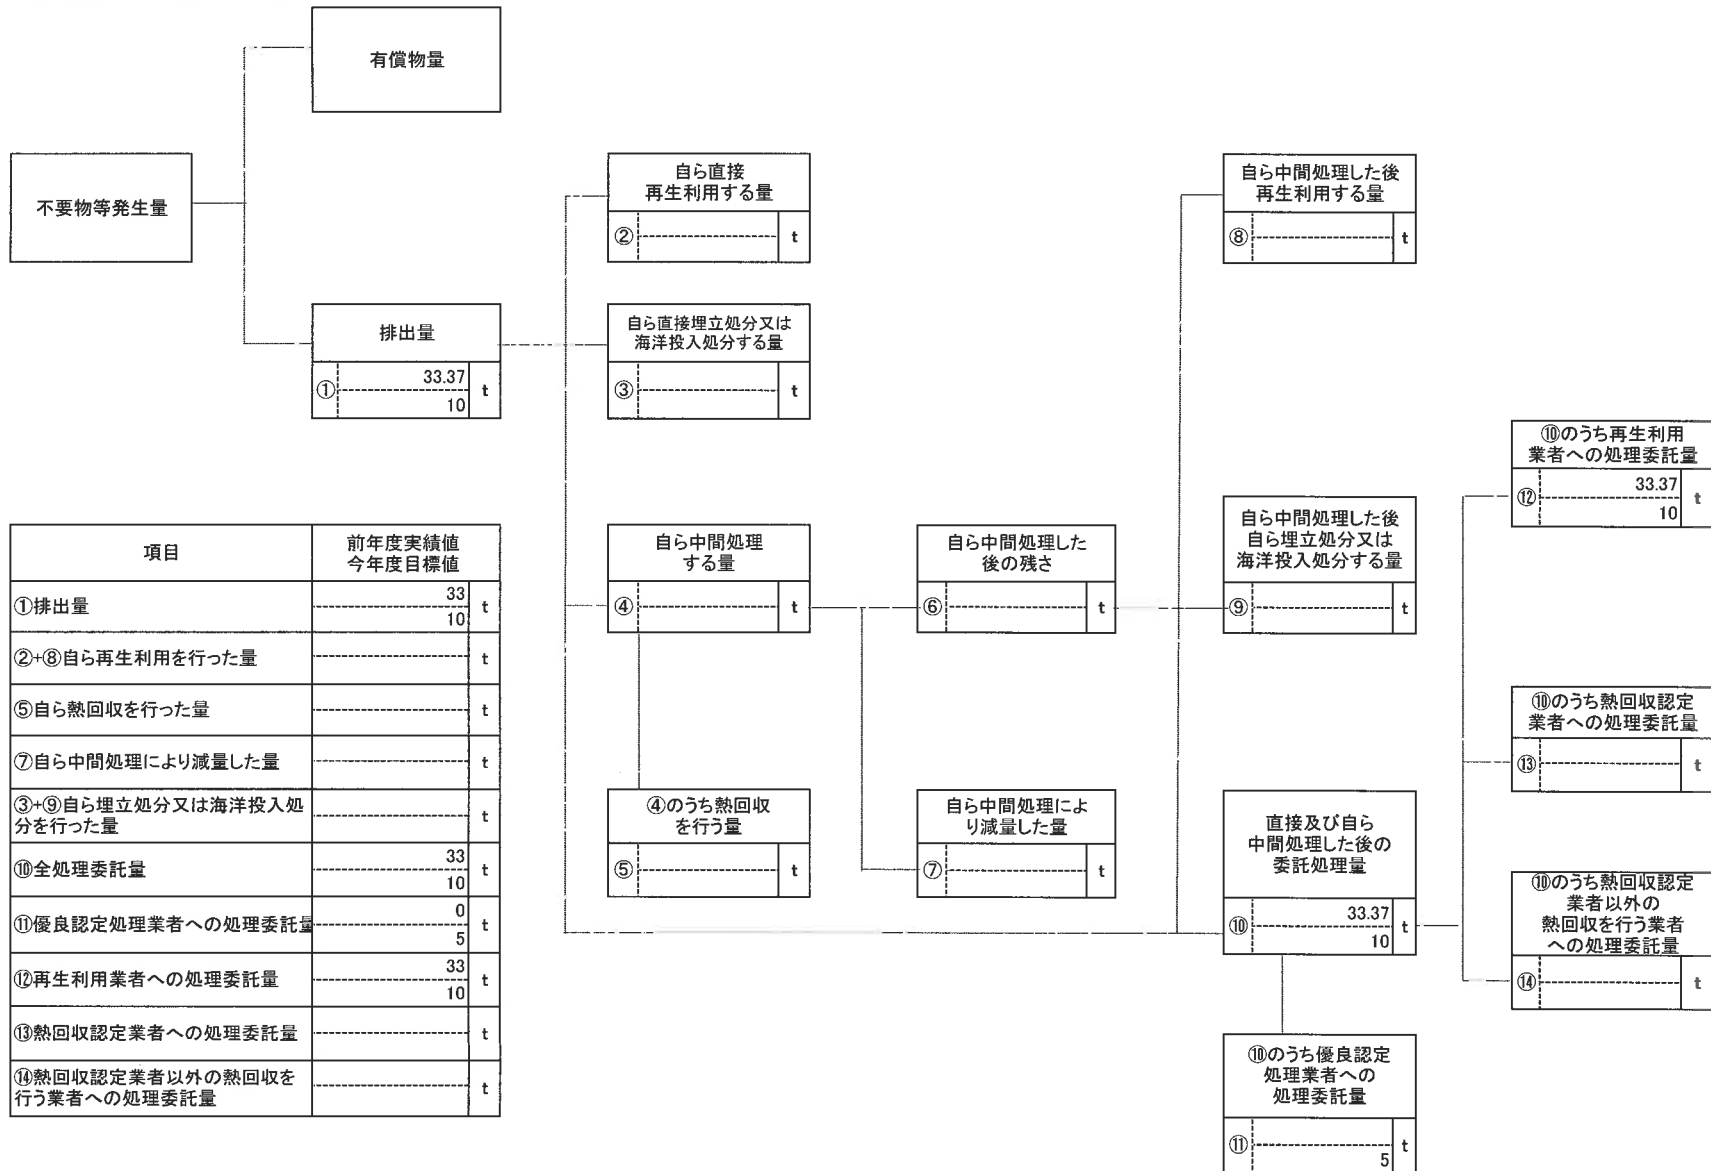 有償物量
不要物等発生量
排出量
① 33.37 t
10
自ら直接
再生利用する量
② t
自ら直接埋立処分又は
海洋投入処分する量
③ t
自ら中間処理
する量
④ t
④のうち熱回収
を行う量
⑤ t
自ら中間処理した
後の残さ
⑥ t
自ら中間処理によ
り減量した量
⑦ t
自ら中間処理した後
再生利用する量
⑧ t
自ら中間処理した後
自ら埋立処分又は
海洋投入処分する量
⑨ t
直接及び自ら
中間処理した後の
委託処理量
⑩ 33.37 t
10
⑩のうち優良認定
処理業者への
処理委託量
⑪ t
5
⑩のうち再生利用
業者への処理委託量
⑫ 33.37 t
10
⑩のうち熱回収認定
業者への処理委託量
⑬ t
⑩のうち熱回収認定
業者以外の
熱回収を行う業者
への処理委託量
⑭ t
項目 前年度実績値
今年度目標値
①排出量 33 t
10
②+⑧自ら再生利用を行った量 t
⑤自ら熱回収を行った量 t
⑦自ら中間処理により減量した量 t
③+⑨自ら埋立処分又は海洋投入処
分を行った量 t
⑩全処理委託量 33 t
10
⑪優良認定処理業者への処理委託量 0 t
5
⑫再生利用業者への処理委託量 33 t
10
⑬熱回収認定業者への処理委託量 t
⑭熱回収認定業者以外の熱回収を
行う業者への処理委託量 t